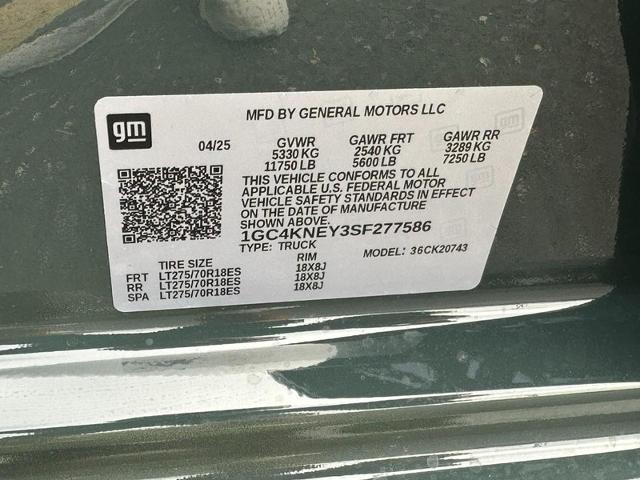 MFD BY GENERAL MOTORS LLC
gm
04/25 GVWR GAWR FRT GAWR RR
5330 KG 2540 KG 3289 KG
11750 LB 5600 LB 7250 LB
THIS VEHICLE CONFORMS TO ALL
APPLICABLE U.S. FEDERAL MOTOR
VEHICLE SAFETY STANDARDS IN EFFECT
ON THE DATE OF MANUFACTURE
SHOWN ABOVE.
1GC4KNEY3SF277586
TYPE: TRUCK MODEL: 36CK20743
TIRE SIZE RIM
FRT LT275/70R18ES 18X8J
RR LT275/70R18ES 18X8J
SPA LT275/70R18ES 18X8J